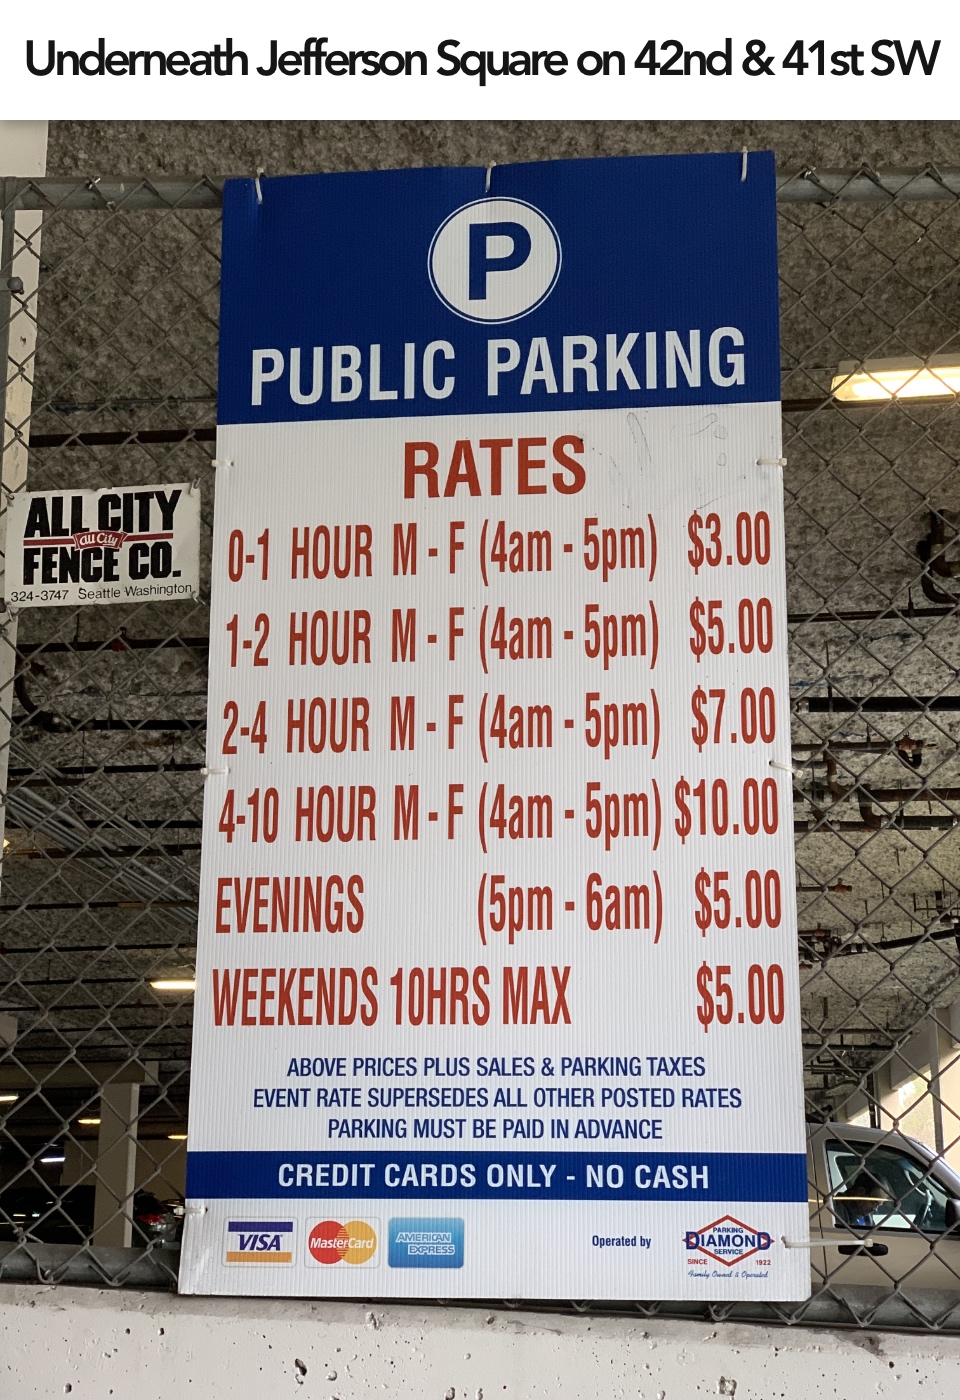 Underneath Jefferson Square on 42nd & 41st SW
P
PUBLIC PARKING
RATES
0-1 HOUR M - F (4am - 5pm) $3.00
1-2 HOUR M - F (4am - 5pm) $5.00
2-4 HOUR M - F (4am - 5pm) $7.00
4-10 HOUR M - F (4am - 5pm) $10.00
EVENINGS (5pm - 6am) $5.00
WEEKENDS 10HRS MAX $5.00
ABOVE PRICES PLUS SALES & PARKING TAXES
EVENT RATE SUPERSEDES ALL OTHER POSTED RATES
PARKING MUST BE PAID IN ADVANCE
CREDIT CARDS ONLY - NO CASH
VISA
MasterCard
AMERICAN
EXPRESS
Operated by
PARKING
DIAMOND
SERVICE
SINCE 1922
Family Owned & Operated
ALL CITY
all City
FENCE CO.
324-3747 Seattle Washington